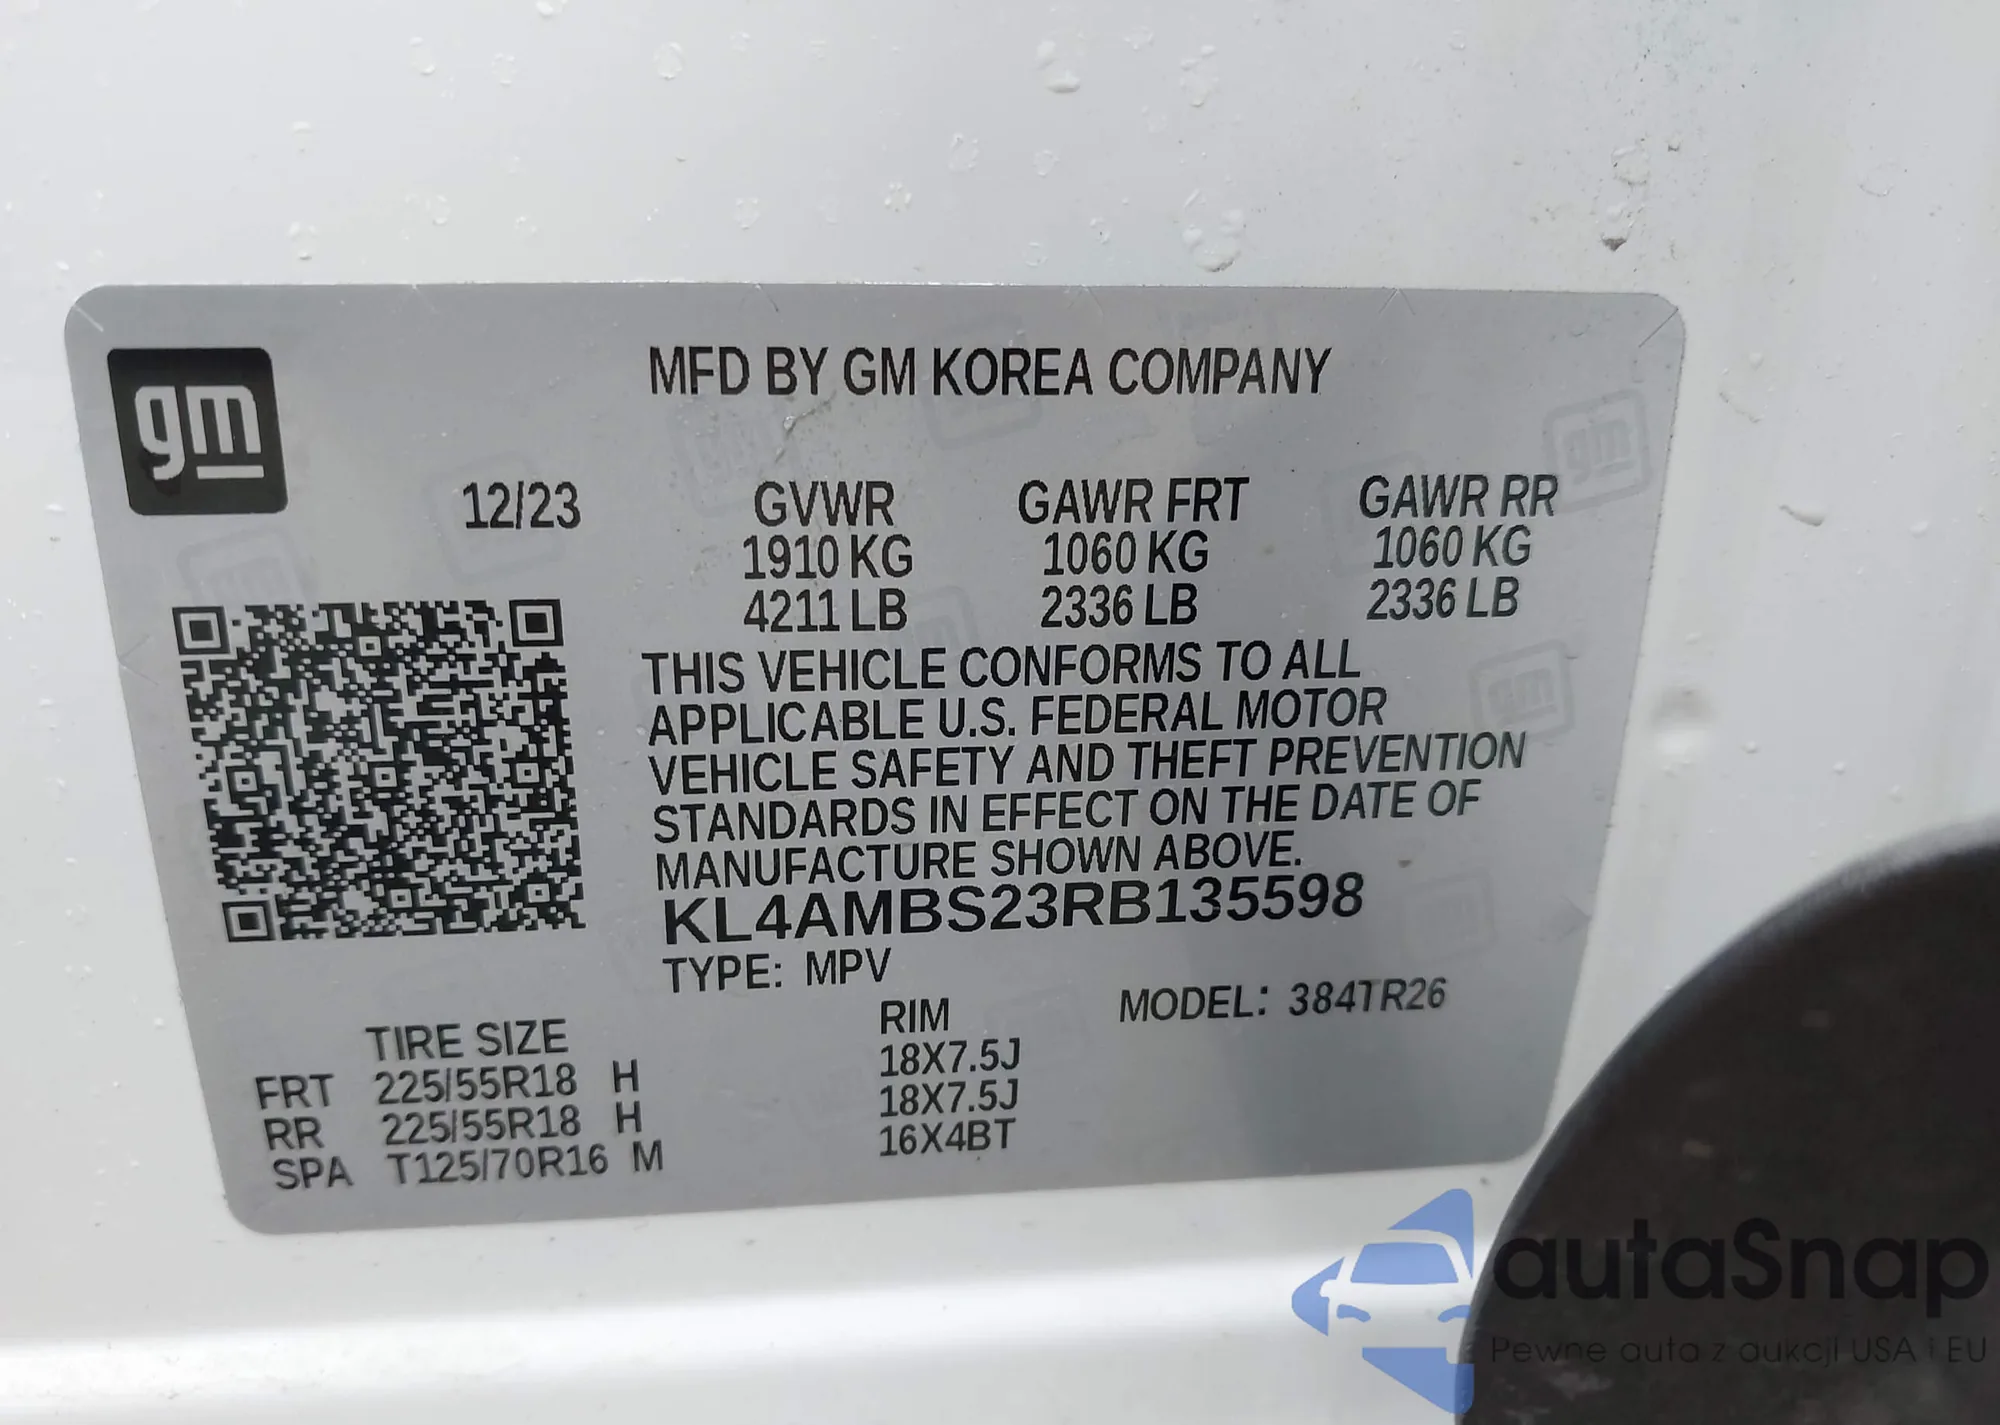 gm
MFD BY GM KOREA COMPANY
12/23 GVWR GAWR FRT GAWR RR
1910 KG 1060 KG 1060 KG
4211 LB 2336 LB 2336 LB
THIS VEHICLE CONFORMS TO ALL
APPLICABLE U.S. FEDERAL MOTOR
VEHICLE SAFETY AND THEFT PREVENTION
STANDARDS IN EFFECT ON THE DATE OF
MANUFACTURE SHOWN ABOVE.
KL4AMBS23RB135598
TYPE: MPV
MODEL: 384TR26
TIRE SIZE RIM
FRT 225/55R18 H 18X7.5J
RR 225/55R18 H 18X7.5J
SPA T125/70R16 M 16X4BT
autaSnap
Pewne auta z aukcji USA i EU